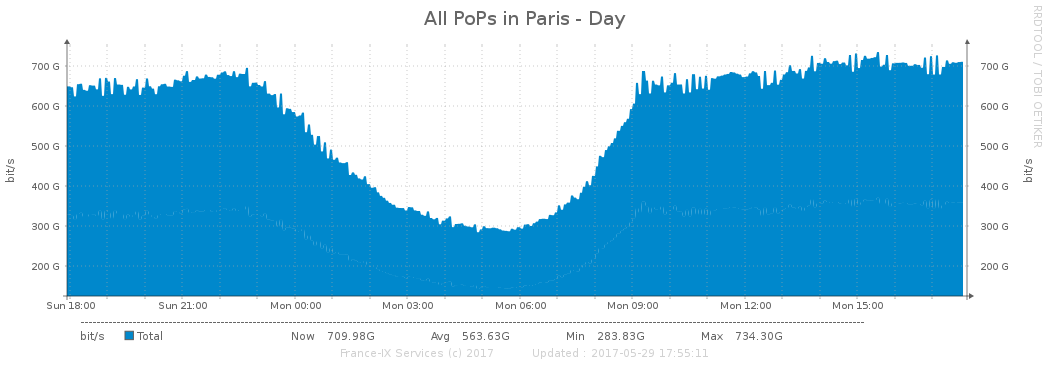 All PoPs in Paris - Day
RRDTOOL / TOBI OETIKER
bit/s
700 G
600 G
500 G
400 G
300 G
200 G
700 G
600 G
500 G
400 G
300 G
200 G
bit/s
Sun 18:00 Sun 21:00 Mon 00:00 Mon 03:00 Mon 06:00 Mon 09:00 Mon 12:00 Mon 15:00
bit/s Total Now 709.98G Avg 563.63G Min 283.83G Max 734.30G
France-IX Services (c) 2017 Updated : 2017-05-29 17:55:11